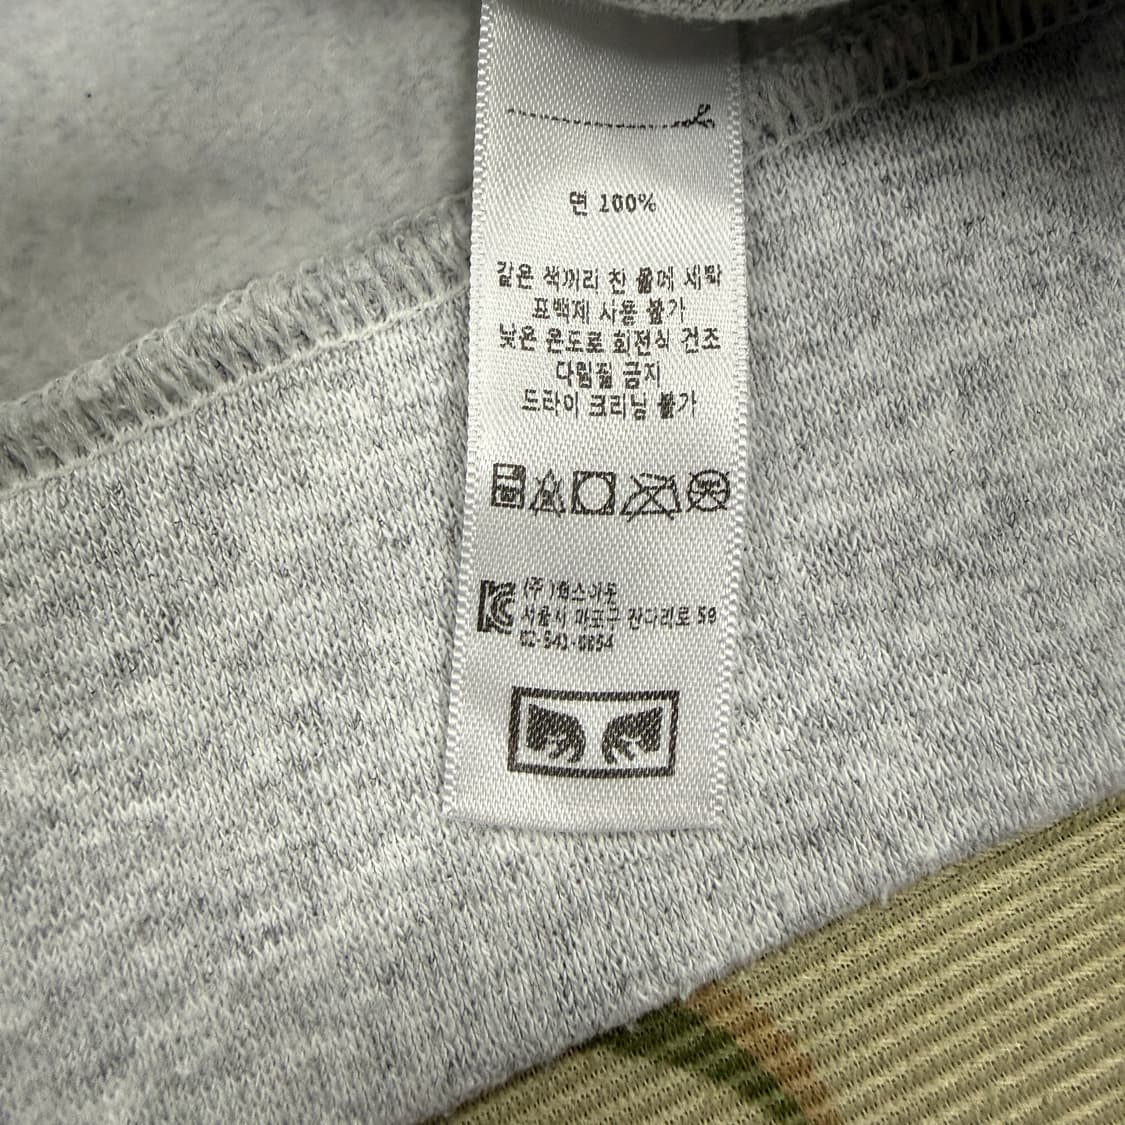 면 100%
같은 색끼리 찬 물에 세탁
표백제 사용 불가
낮은 온도로 회전식 건조
다림질 금지
드라이 크리닝 불가
(주)
서울시 마포구 잔다리로 59